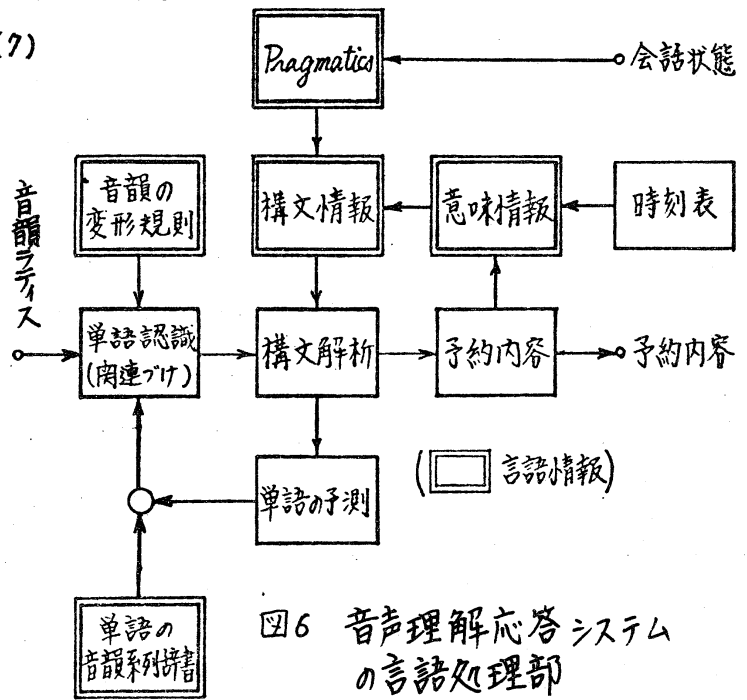 (7)
Pragmatics
会話状態
音韻ラティス
音韻の
変形規則
構文情報
意味情報
時刻表
単語認識
(関連づけ)
構文解析
予約内容
予約内容
単語の予測
( 言語情報)
単語の
音韻系列辞書
図6 音声理解応答システム
の言語処理部